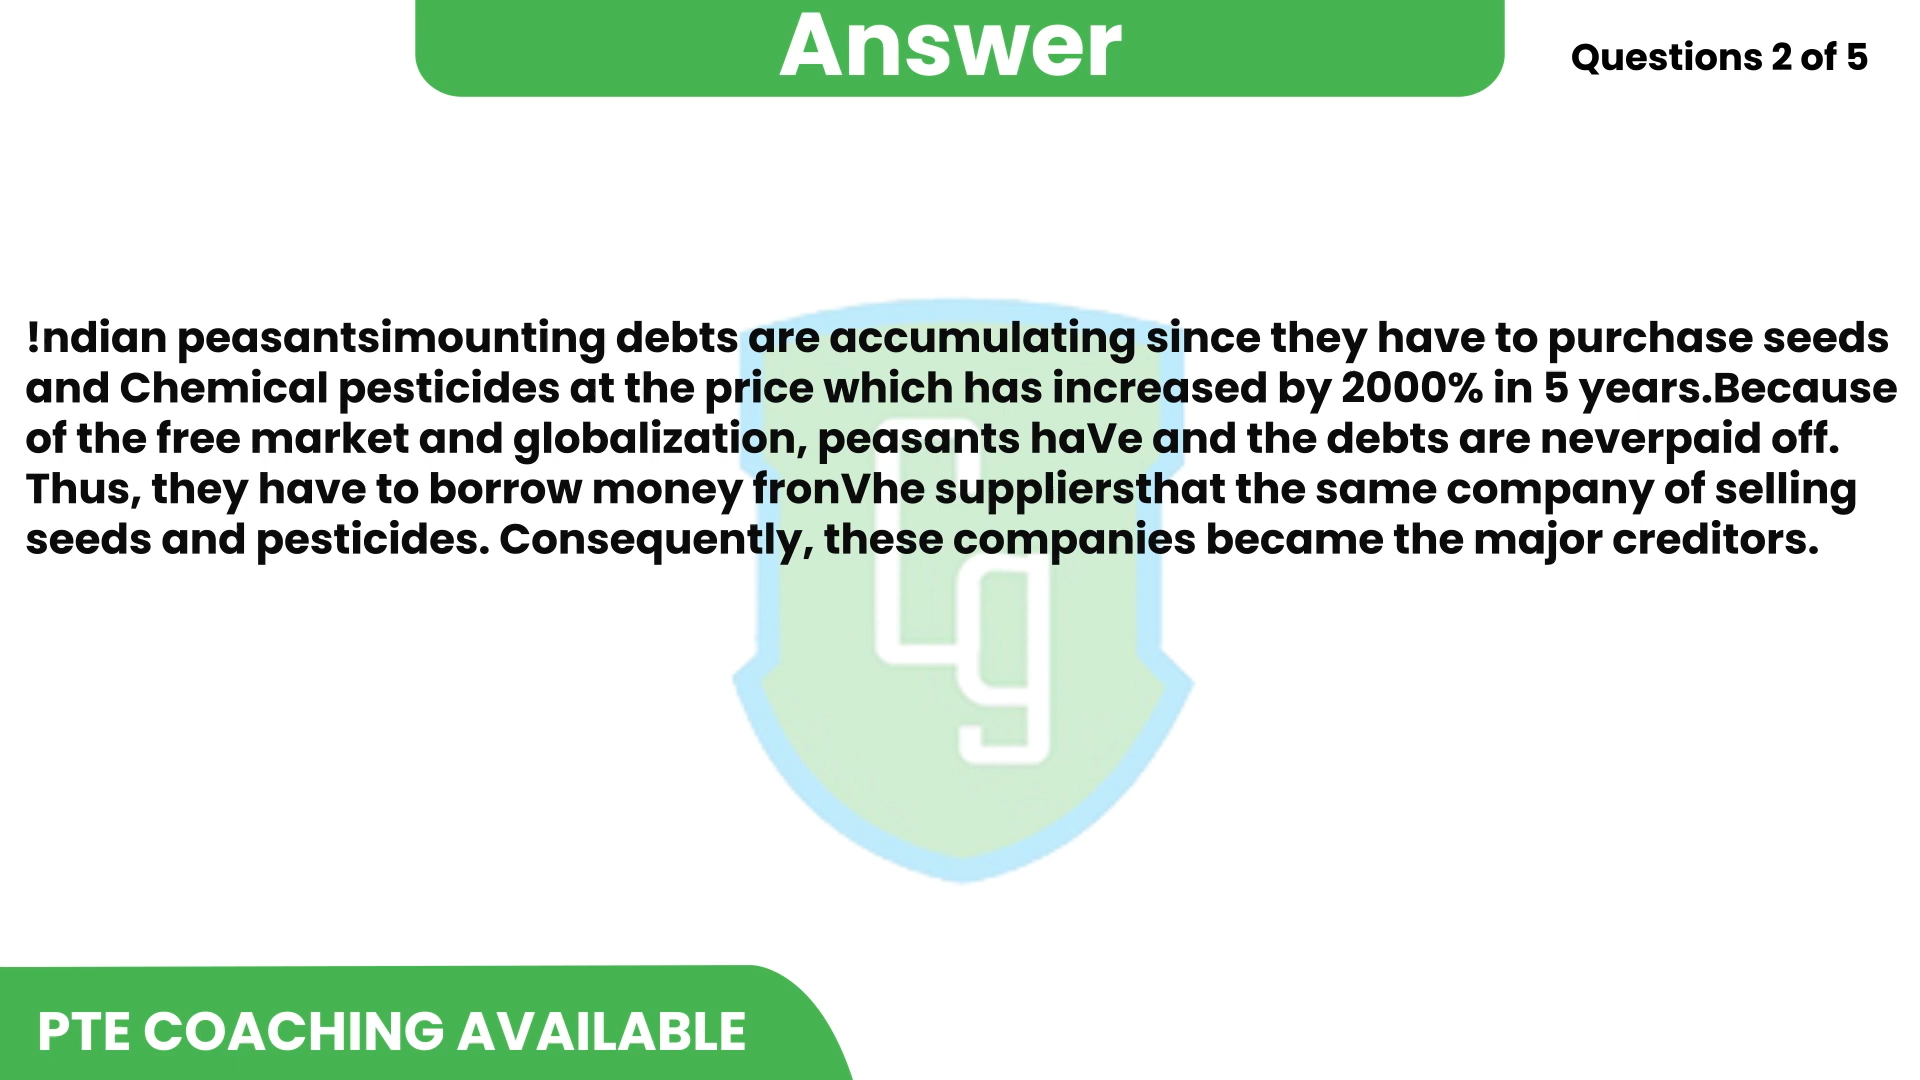 Answer
Questions 2 of 5
!ndian peasantsimounting debts are accumulating since they have to purchase seeds
and Chemical pesticides at the price which has increased by 2000% in 5 years.Because
of the free market and globalization, peasants haVe and the debts are neverpaid off.
Thus, they have to borrow money fronVhe suppliersthat the same company of selling
seeds and pesticides. Consequently, these companies became the major creditors.
Lg
PTE COACHING AVAILABLE